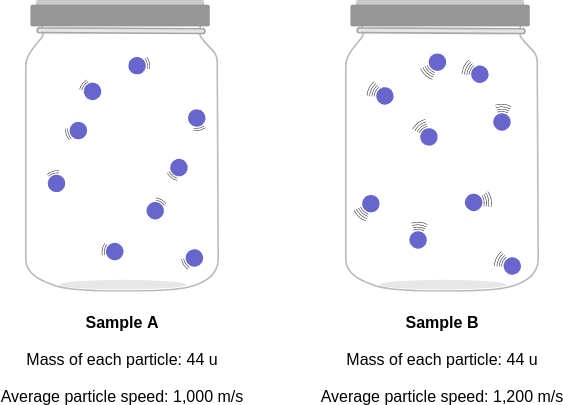 Sample A
Sample B
Mass of each particle: 44 u
Mass of each particle: 44 u
Average particle speed: 1,000 m/s
Average particle speed: 1,200 m/s